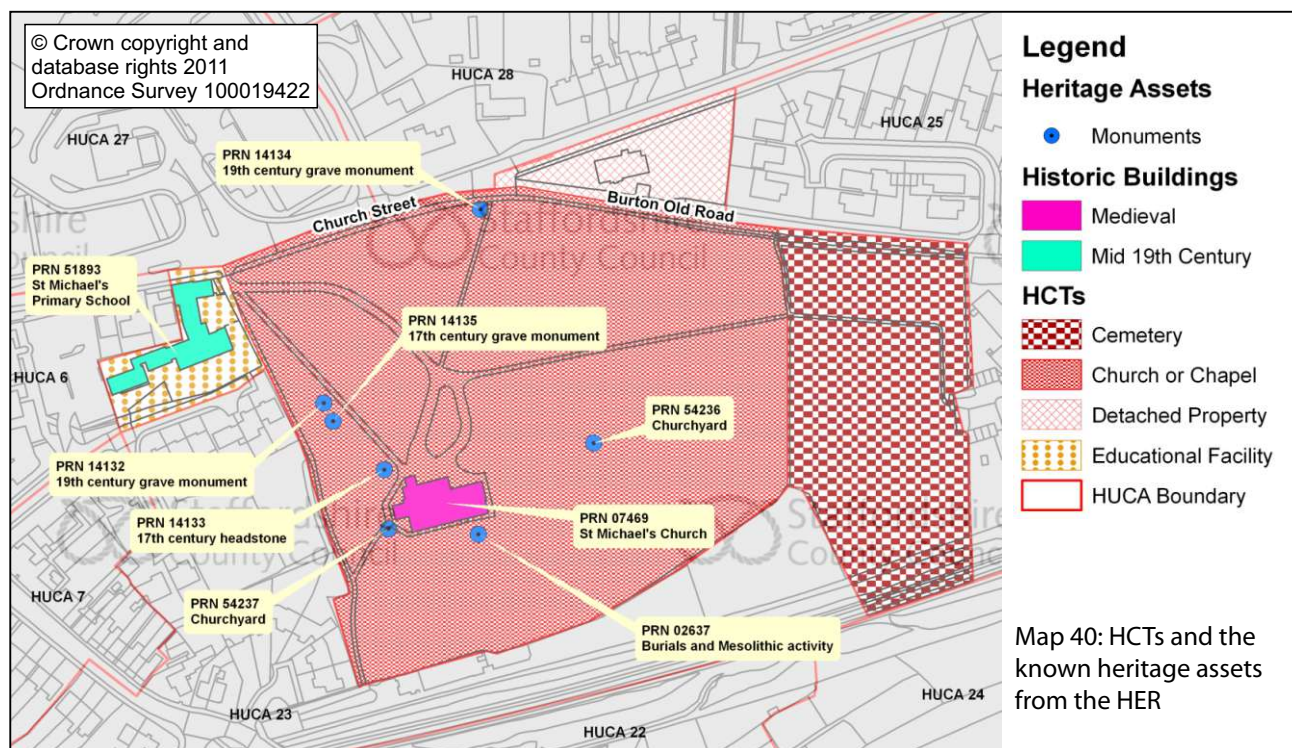 © Crown copyright and
database rights 2011
Ordnance Survey 100019422
HUCA 28
HUCA 27
HUCA 25
PRN 14134
19th century grave monument
Church Street
Burton Old Road
Staffordshire
County Council
PRN 51893
St Michael's
Primary School
PRN 14135
17th century grave monument
HUCA 6
PRN 54236
Churchyard
PRN 14132
19th century grave monument
PRN 14133
17th century headstone
PRN 07469
St Michael's Church
Staffordshire
County Council
HUCA 7
PRN 54237
Churchyard
PRN 02637
Burials and Mesolithic activity
HUCA 23
HUCA 22
HUCA 24
Legend
Heritage Assets
Monuments
Historic Buildings
Medieval
Mid 19th Century
HCTs
Cemetery
Church or Chapel
Detached Property
Educational Facility
HUCA Boundary
Map 40: HCTs and the
known heritage assets
from the HER